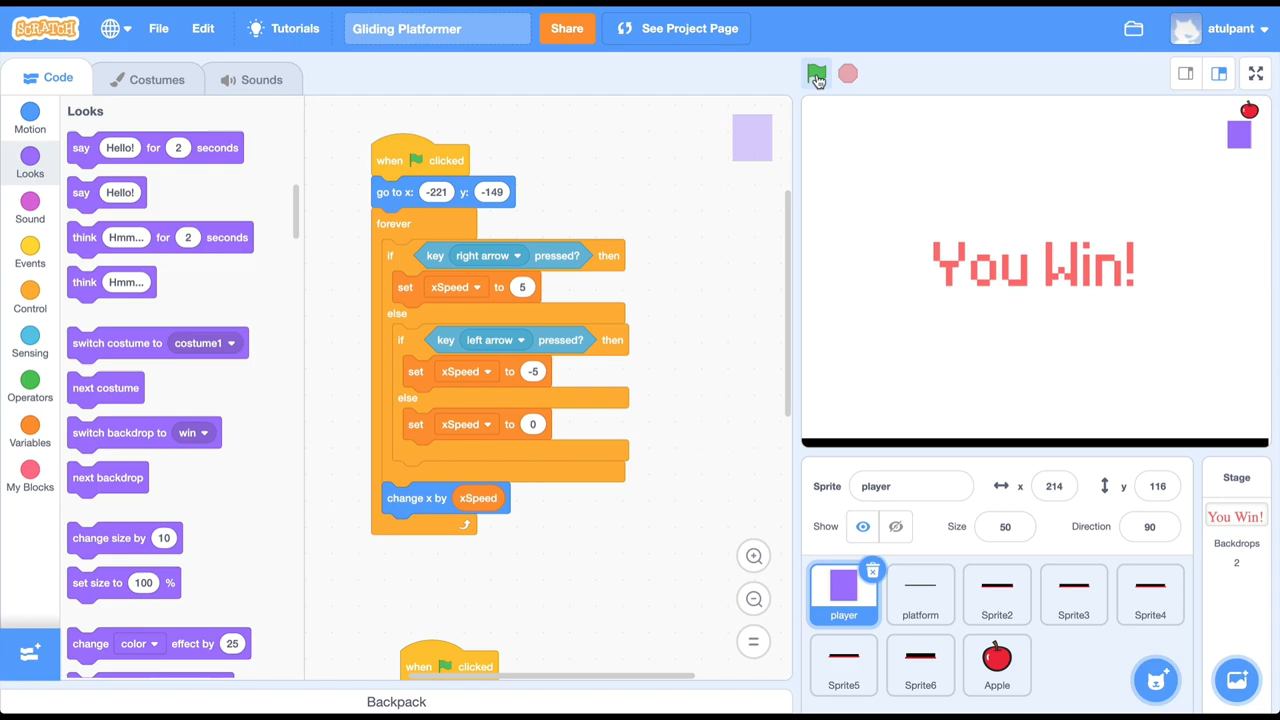 SCRATCH File Edit Tutorials Gliding Platformer Share See Project Page atulpant
Code Costumes Sounds
Motion
Looks
Sound
Events
Control
Sensing
Operators
Variables
My Blocks
Looks
say Hello! for 2 seconds
say Hello!
think Hmm... for 2 seconds
think Hmm...
switch costume to costume1
next costume
switch backdrop to win
next backdrop
change size by 10
set size to 100 %
change color effect by 25
when clicked
go to x: -221 y: -149
forever
if key right arrow pressed? then
set xSpeed to 5
else
if key left arrow pressed? then
set xSpeed to -5
else
set xSpeed to 0
change x by xSpeed
when clicked
Backpack
You Win!
Sprite player x 214 y 116
Show Size 50 Direction 90
player platform Sprite2 Sprite3 Sprite4
Sprite5 Sprite6 Apple
Stage
You Win!
Backdrops
2